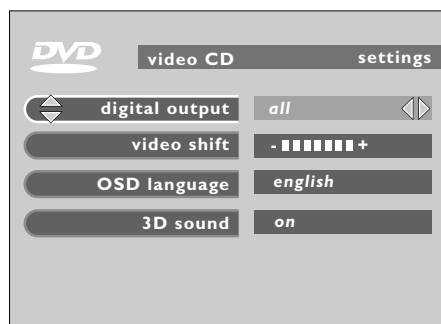 DVD
video CD settings
digital output all
video shift - +
OSD language english
3D sound on